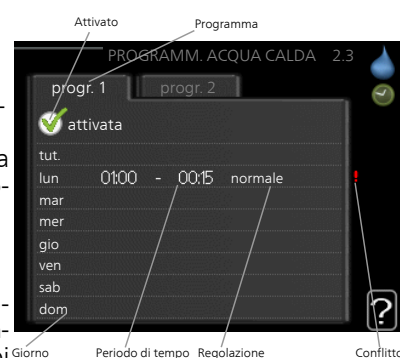 Attivato
Programma
PROGRAMM. ACQUA CALDA 2.3
progr. 1
progr. 2
attivata
tut.
lun 01:00 - 00:15 normale !
mar
mer
gio
ven
sab
dom
?
Giorno
Periodo di tempo
Regolazione
Conflitto